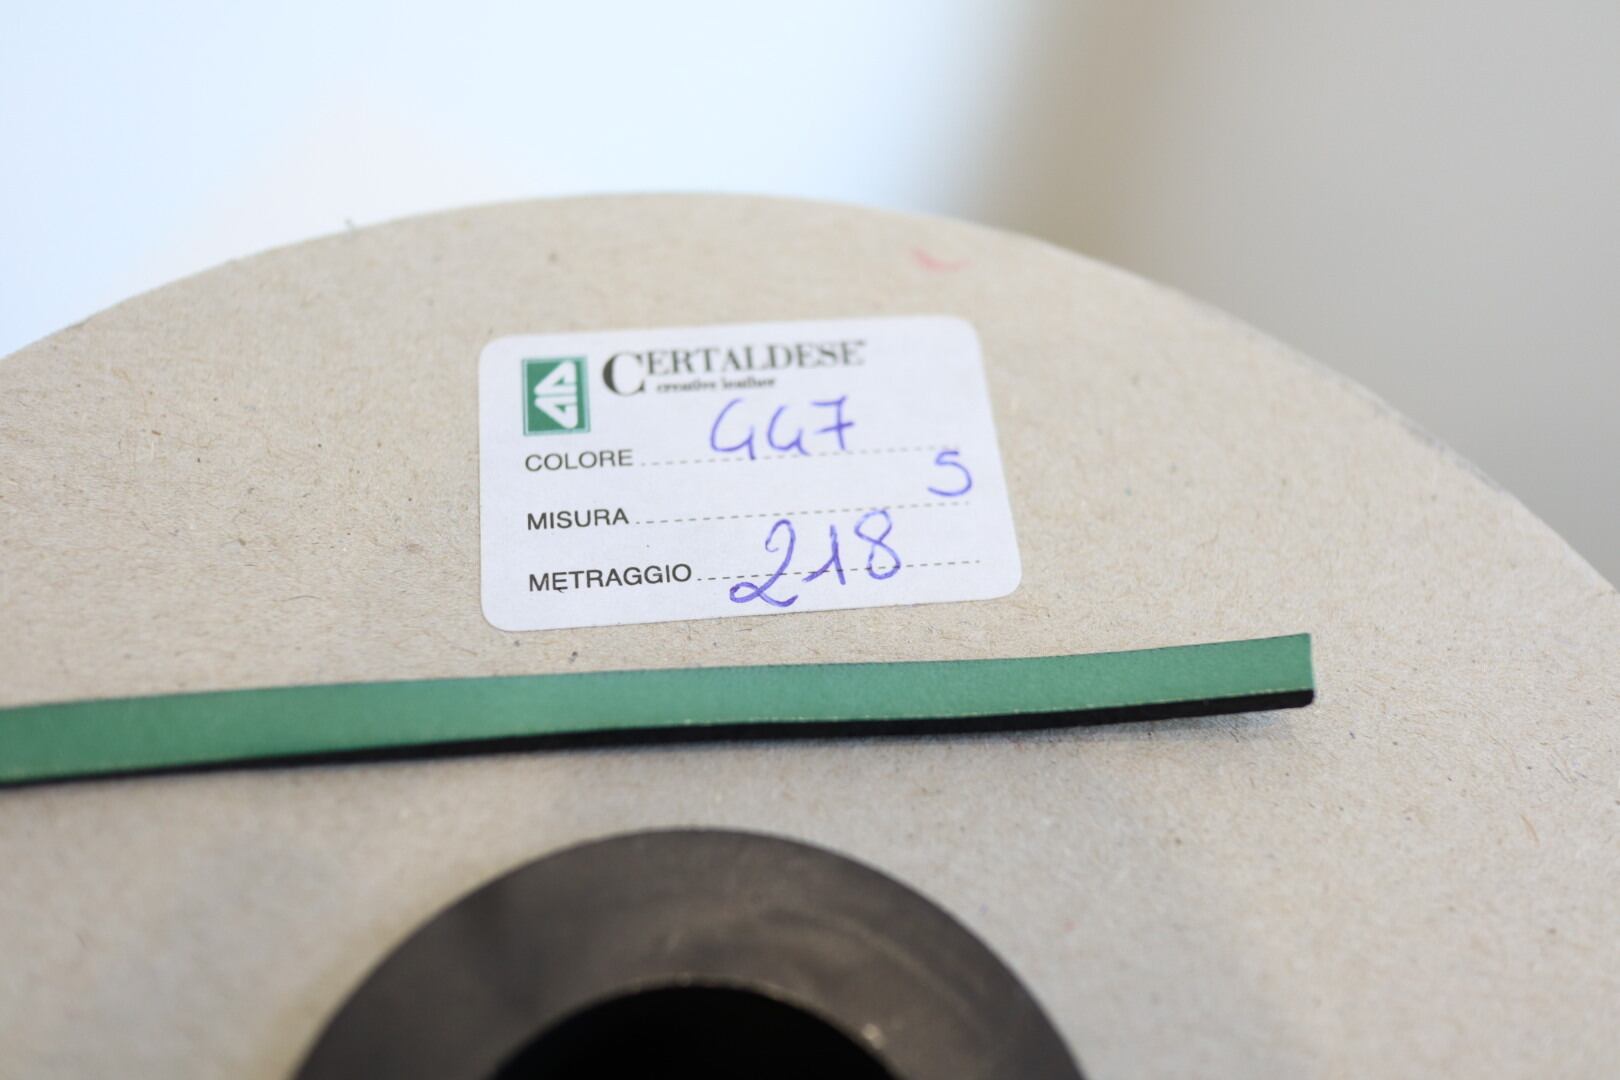 CERTALDESE
creative leather
COLORE 447
MISURA 5
METRAGGIO 218